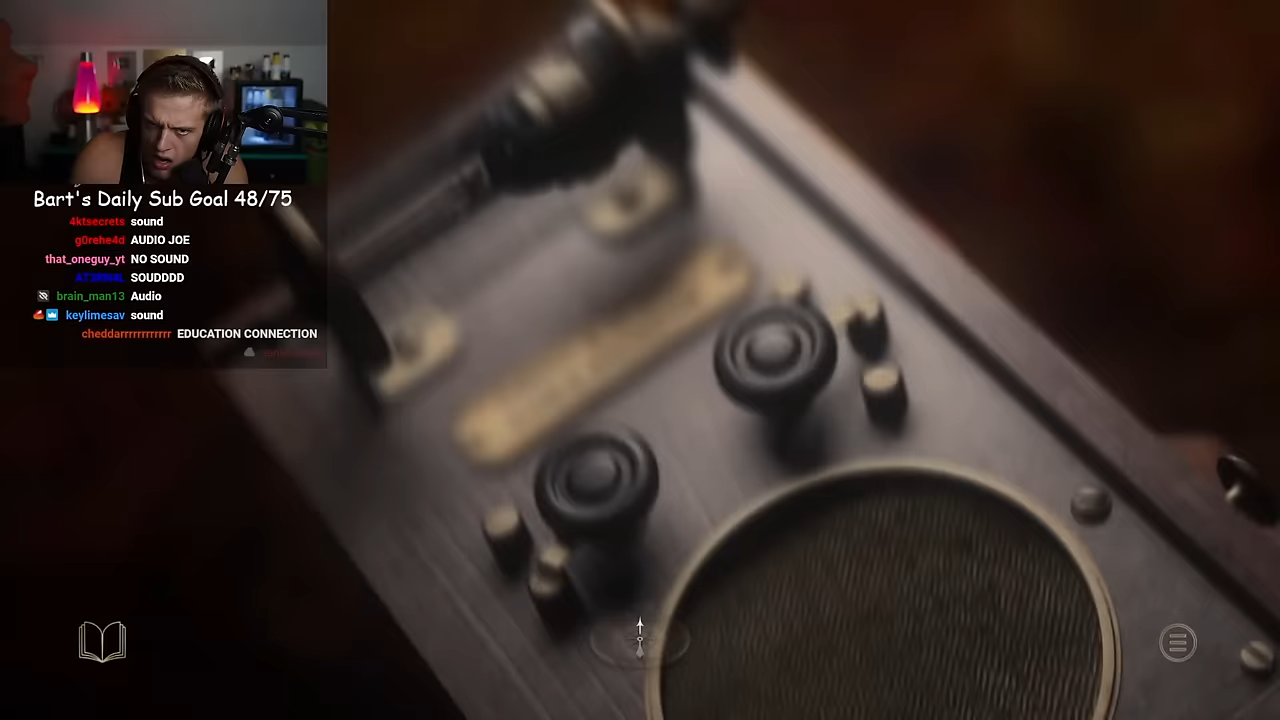 Bart's Daily Sub Goal 48/75
4ktsecrets sound
g0rehe4d AUDIO JOE
that_oneguy_yt NO SOUND
SOUDDDD
brain_man13 Audio
keylimesav sound
cheddarrrrrrrrrrr EDUCATION CONNECTION